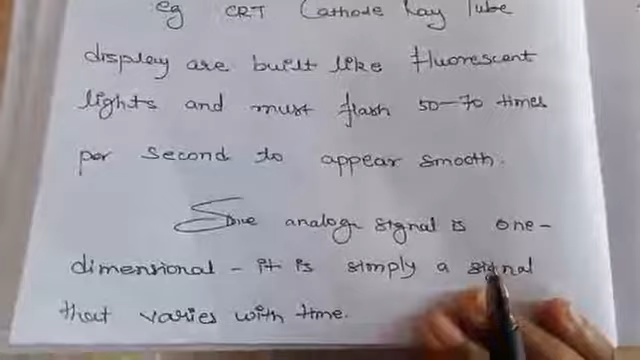 eg CRT Cathode Ray Tube
display are built like fluorescent
lights and must flash 50-70 times
per second to appear smooth.
Sine analog signal is one-
dimensional - it is simply a signal
that varies with time.